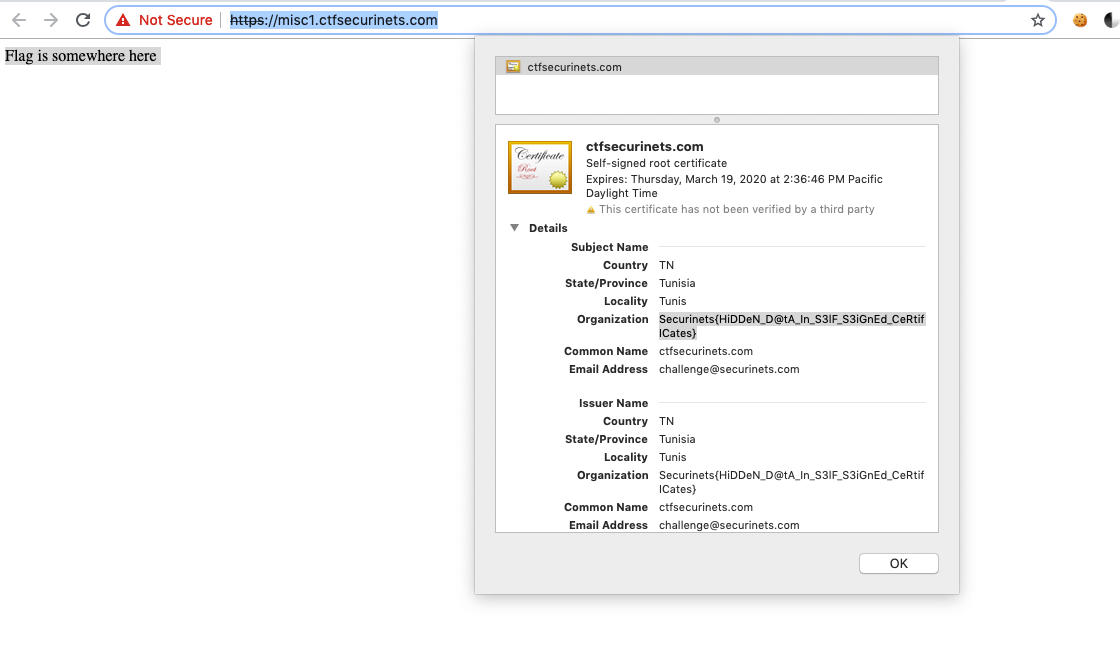 Not Secure | https://misc1.ctfsecurinets.com
Flag is somewhere here
ctfsecurinets.com
Certificate
Root
ctfsecurinets.com
Self-signed root certificate
Expires: Thursday, March 19, 2020 at 2:36:46 PM Pacific
Daylight Time
This certificate has not been verified by a third party
Details
Subject Name
Country TN
State/Province Tunisia
Locality Tunis
Organization Securinets{HiDDeN_D@tA_In_S3lF_S3iGnEd_CeRtif
ICates}
Common Name ctfsecurinets.com
Email Address challenge@securinets.com
Issuer Name
Country TN
State/Province Tunisia
Locality Tunis
Organization Securinets{HiDDeN_D@tA_In_S3lF_S3iGnEd_CeRtif
ICates}
Common Name ctfsecurinets.com
Email Address challenge@securinets.com
OK